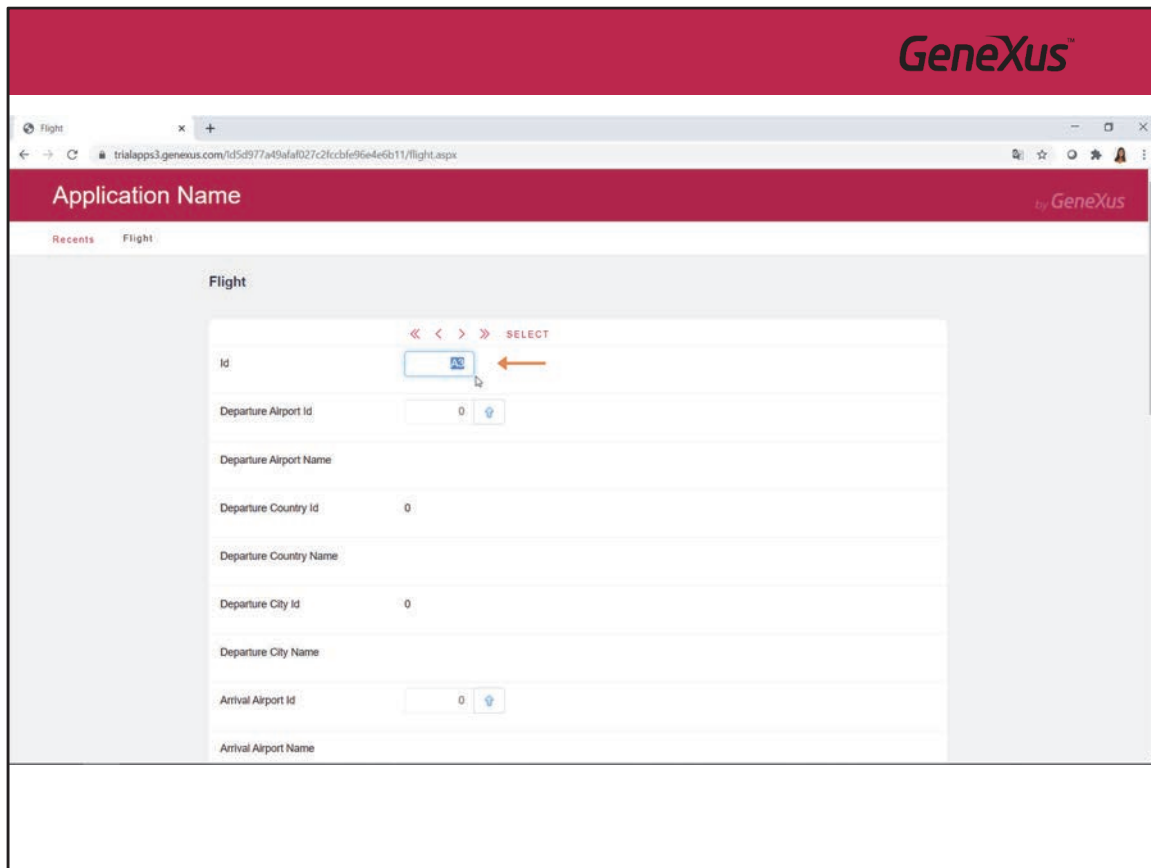 GeneXus™
Flight
trialapps3.genexus.com/Id5d977a49afaf027c2fccbfe96e4e6b11/flight.aspx
Application Name
by GeneXus
Recents Flight
Flight
SELECT
Id A3
Departure Airport Id 0
Departure Airport Name
Departure Country Id 0
Departure Country Name
Departure City Id 0
Departure City Name
Arrival Airport Id 0
Arrival Airport Name